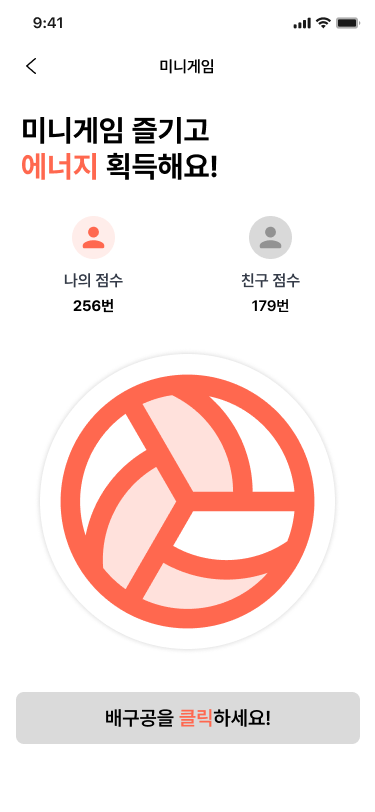 9:41
미니게임
미니게임 즐기고
에너지 획득해요!
나의 점수
친구 점수
256번
179번
배구공을 클릭하세요!